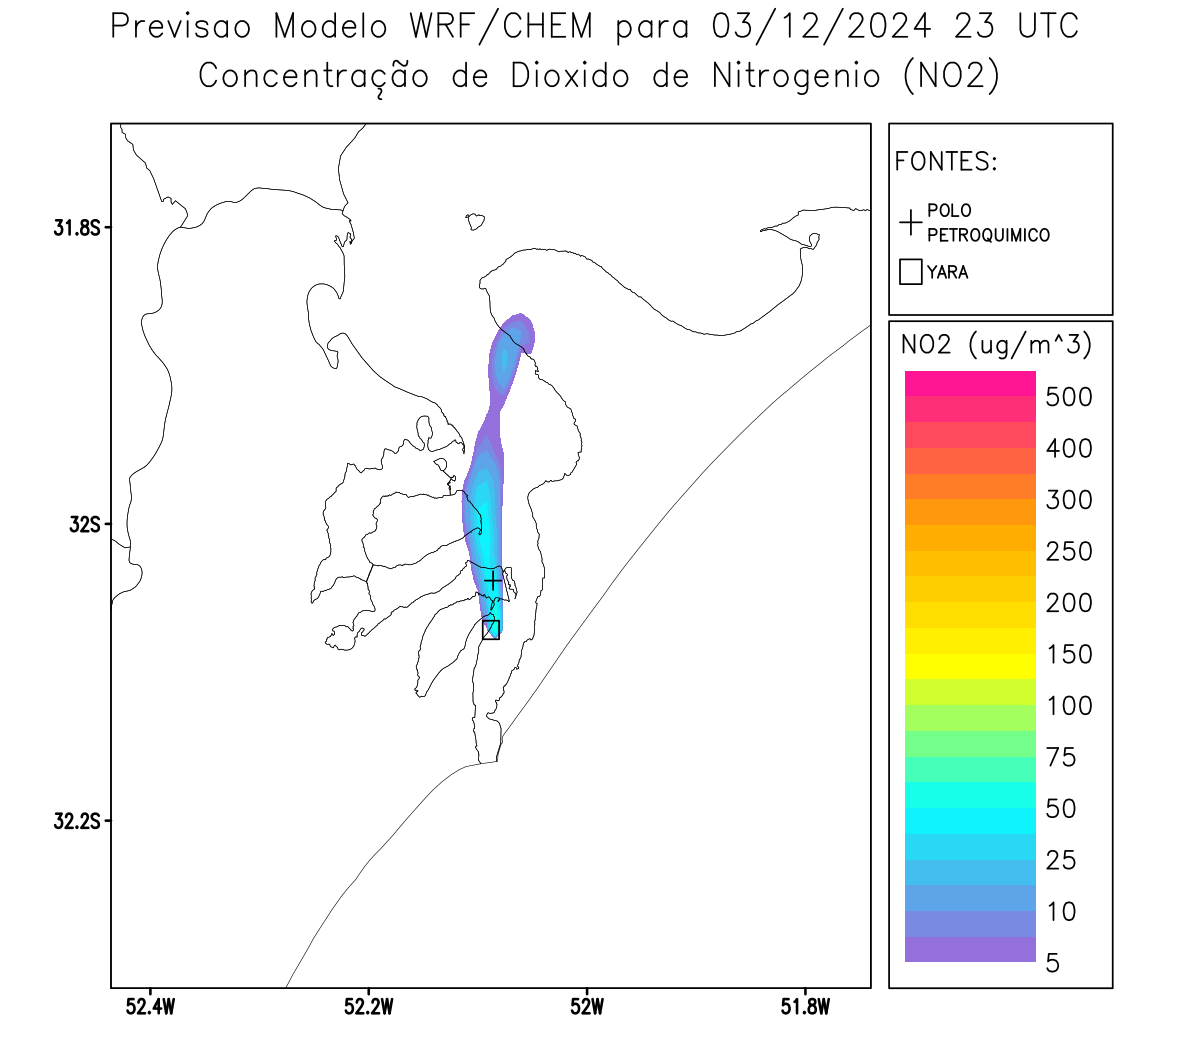 Previsao Modelo WRF/CHEM para 03/12/2024 23 UTC
Concentração de Dioxido de Nitrogenio (NO2)
FONTES:
POLO
PETROQUIMICO
YARA
NO2 (ug/m^3)
500
400
300
250
200
150
100
75
50
25
10
5
31.8S
32S
32.2S
52.4W
52.2W
52W
51.8W